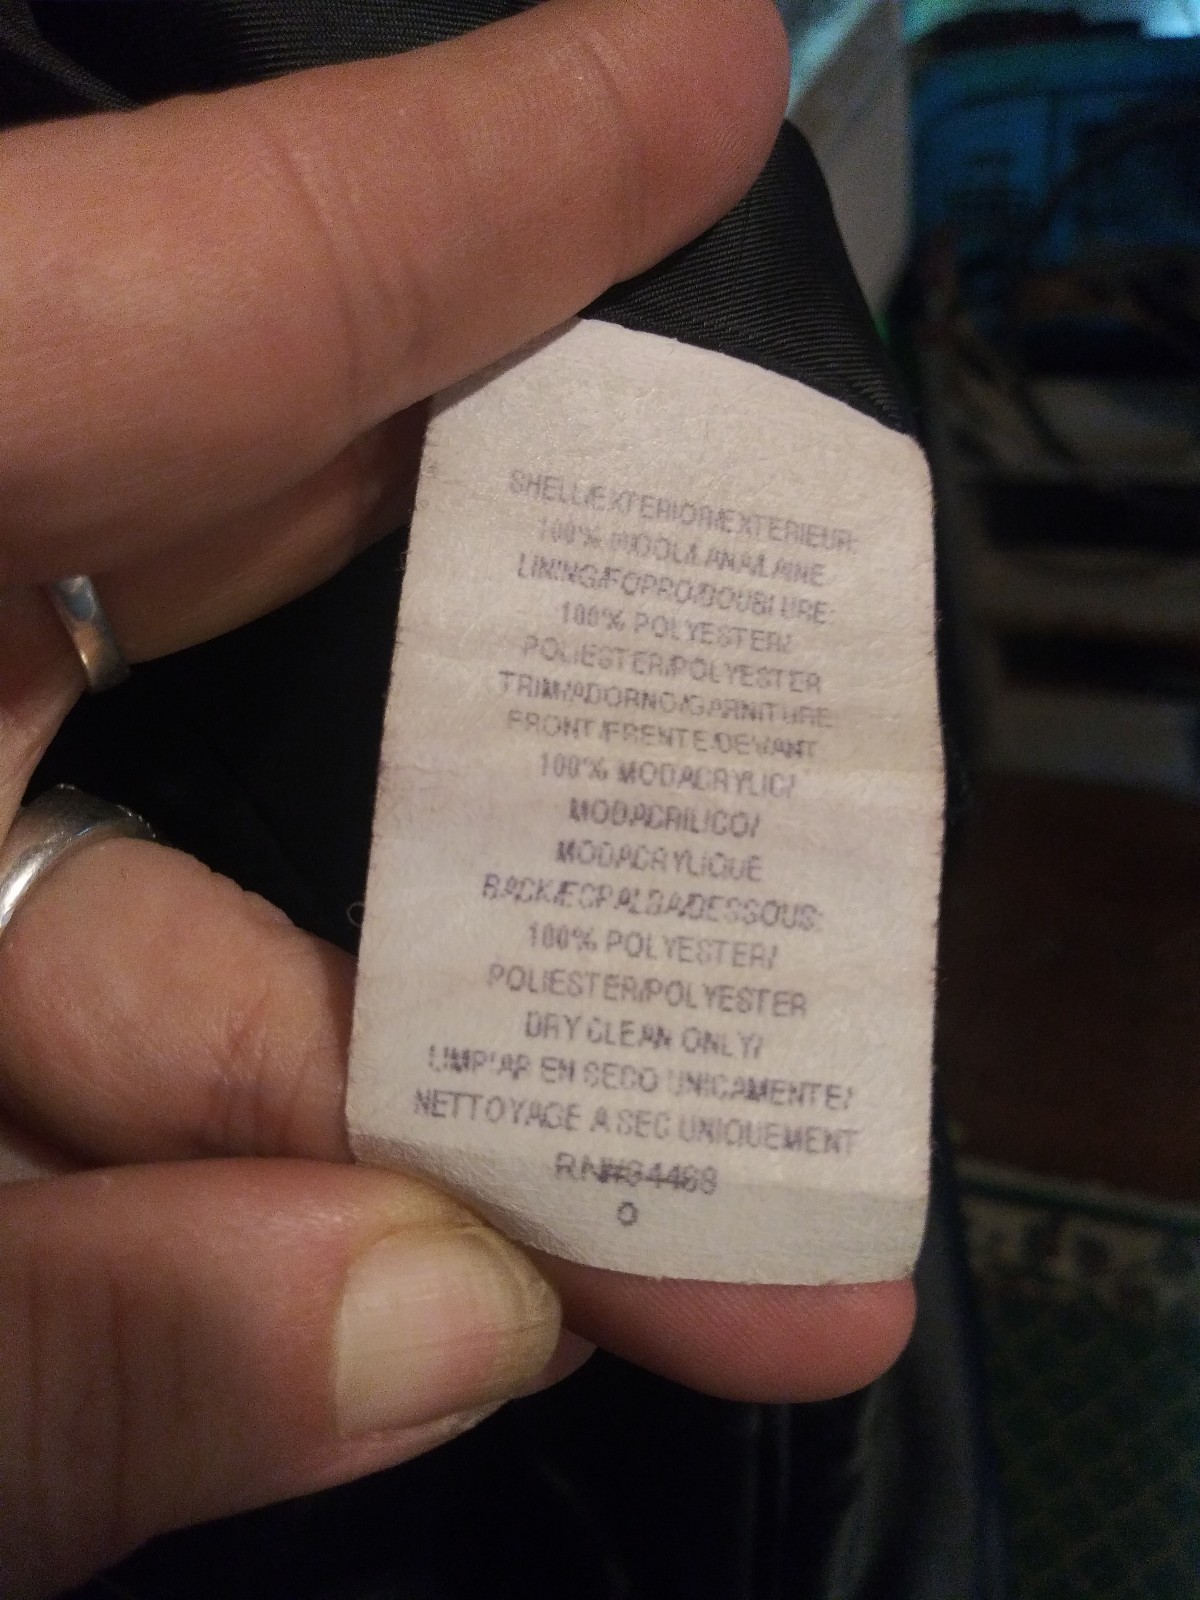 SHELL/EXTERIOR/EXTERIEUR:
100% WOOL/LANA/LAINE
LINING/FOPRO/DOUBLURE:
100% POLYESTER/
POLIESTER/POLYESTER
TRIM/ADORNO/GARNITURE
FRONT/FRENTE/DEVANT
100% MODACRYLIC/
MODACRILICO/
MODACRYLIQUE
BACK/ESPALDA/DESSOUS:
100% POLYESTER/
POLIESTER/POLYESTER
DRY CLEAN ONLY/
LIMPIAR EN SECO UNICAMENTE/
NETTOYAGE A SEC UNIQUEMENT
O